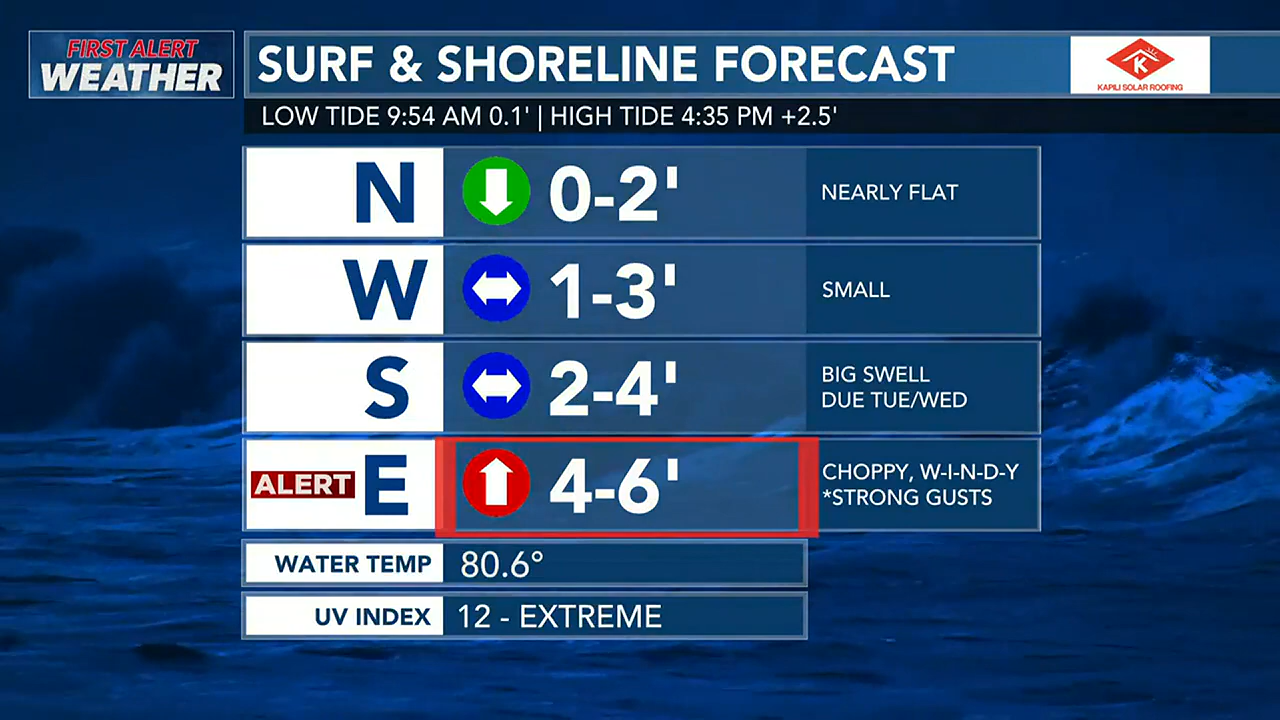 FIRST ALERT
WEATHER
SURF & SHORELINE FORECAST
K
KAPILI SOLAR ROOFING
LOW TIDE 9:54 AM 0.1' | HIGH TIDE 4:35 PM +2.5'
N 0-2' NEARLY FLAT
W 1-3' SMALL
S 2-4' BIG SWELL
DUE TUE/WED
ALERT E 4-6' CHOPPY, W-I-N-D-Y
*STRONG GUSTS
WATER TEMP 80.6°
UV INDEX 12 - EXTREME